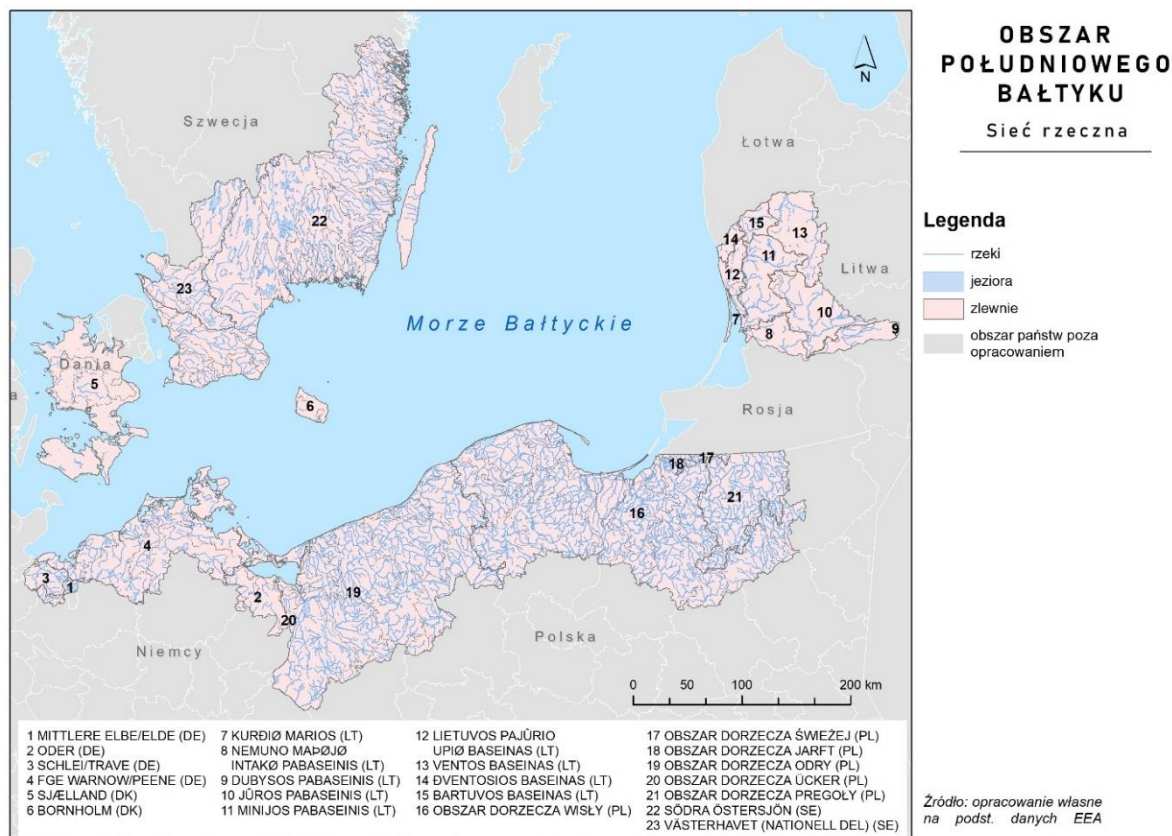 OBSZAR
POŁUDNIOWEGO
BAŁTYKU
Sieć rzeczna
Legenda
rzeki
jeziora
zlewnie
obszar państw poza
opracowaniem
N
Szwecja
Łotwa
22
15
13
14
11
23
12
Litwa
10
Morze Bałtyckie
7
8
9
Dania
5
6
Rosja
17
18
21
16
4
3
1
2
19
20
Polska
Niemcy
0 50 100 200 km
1 MITTLERE ELBE/ELDE (DE)
2 ODER (DE)
3 SCHLEI/TRAVE (DE)
4 FGE WARNOW/PEENE (DE)
5 SJÆLLAND (DK)
6 BORNHOLM (DK)
7 KURÐIØ MARIOS (LT)
8 NEMUNO MAÞØJØ
INTAKØ PABASEINIS (LT)
9 DUBYSOS PABASEINIS (LT)
10 JÛROS PABASEINIS (LT)
11 MINIJOS PABASEINIS (LT)
12 LIETUVOS PAJÛRIO
UPIØ BASEINAS (LT)
13 VENTOS BASEINAS (LT)
14 ÐVENTOSIOS BASEINAS (LT)
15 BARTUVOS BASEINAS (LT)
16 OBSZAR DORZECZA WISŁY (PL)
17 OBSZAR DORZECZA ŚWIEŻEJ (PL)
18 OBSZAR DORZECZA JARFT (PL)
19 OBSZAR DORZECZA ODRY (PL)
20 OBSZAR DORZECZA ÜCKER (PL)
21 OBSZAR DORZECZA PREGOŁY (PL)
22 SÖDRA ÖSTERSJÖN (SE)
23 VÄSTERHAVET (NATIONELL DEL) (SE)
Źródło: opracowanie własne
na podst. danych EEA